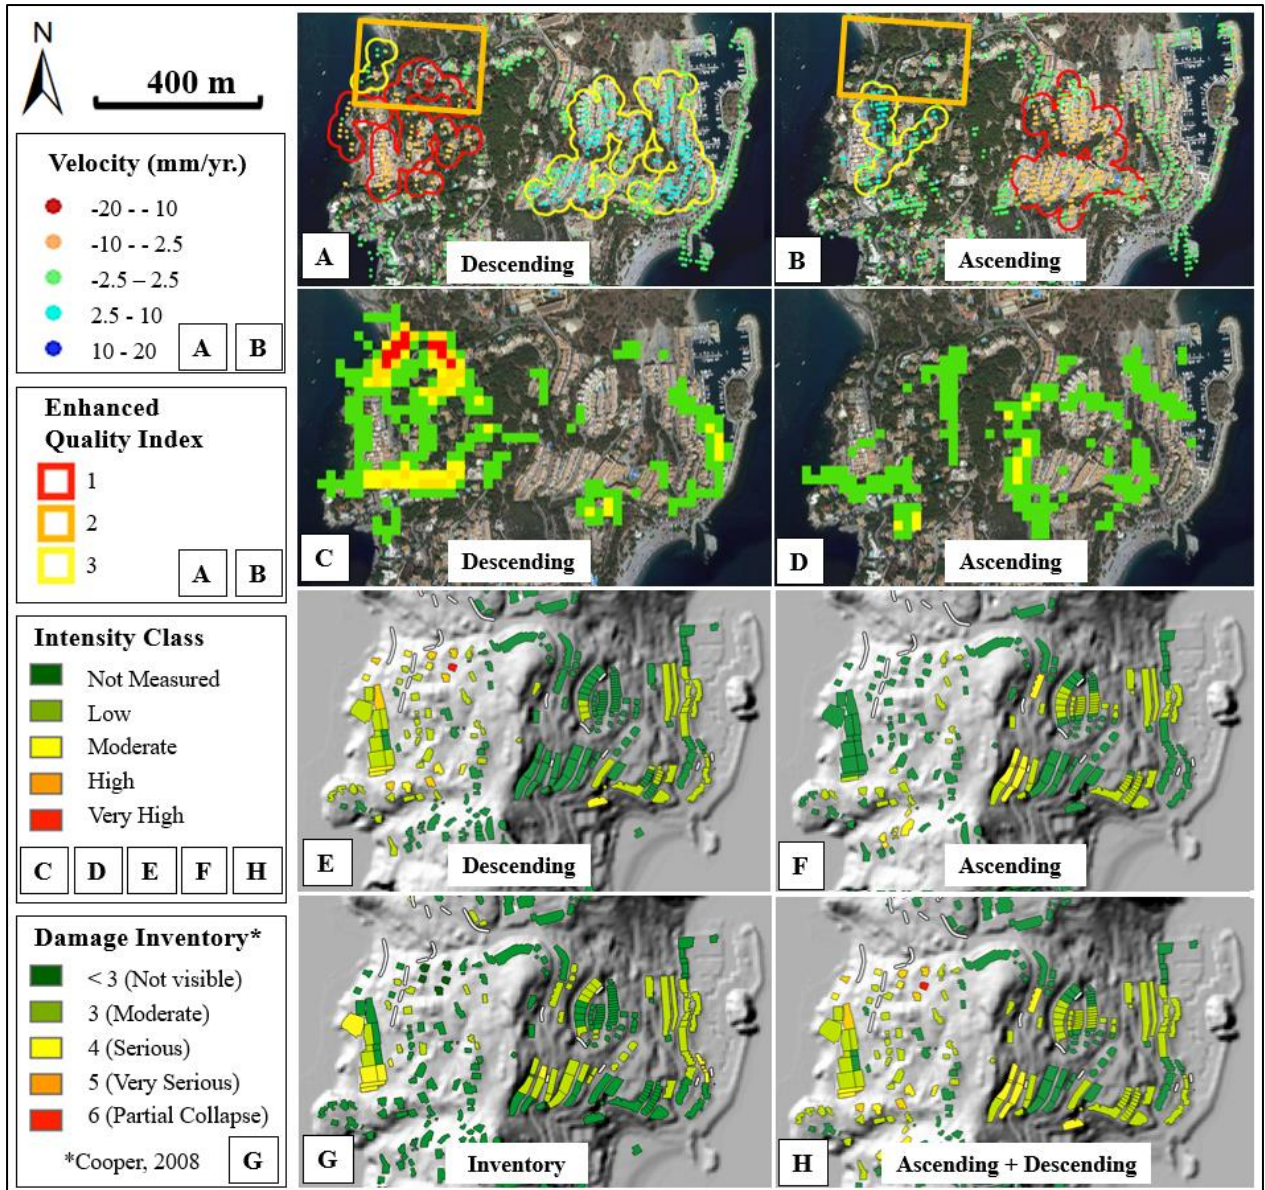 N
400 m
Velocity (mm/yr.)
-20 - - 10
-10 - - 2.5
-2.5 – 2.5
2.5 - 10
10 - 20
A B
Enhanced
Quality Index
1
2
3
A B
Intensity Class
Not Measured
Low
Moderate
High
Very High
C D E F H
Damage Inventory*
< 3 (Not visible)
3 (Moderate)
4 (Serious)
5 (Very Serious)
6 (Partial Collapse)
*Cooper, 2008 G
A Descending
B Ascending
C Descending
D Ascending
E Descending
F Ascending
G Inventory
H Ascending + Descending